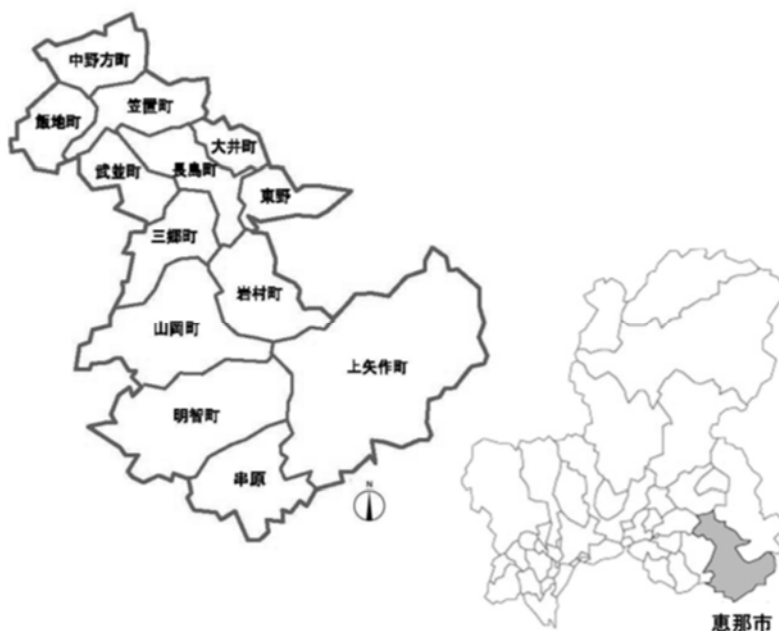 中野方町
笠置町
飯地町
大井町
武並町
長島町
東野
三郷町
岩村町
山岡町
上矢作町
明智町
串原
N
恵那市